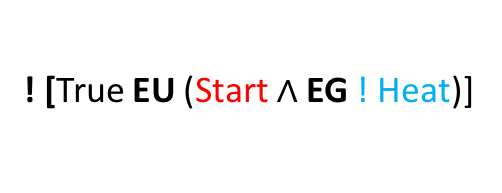 ! [True EU (Start ∧ EG ! Heat)]